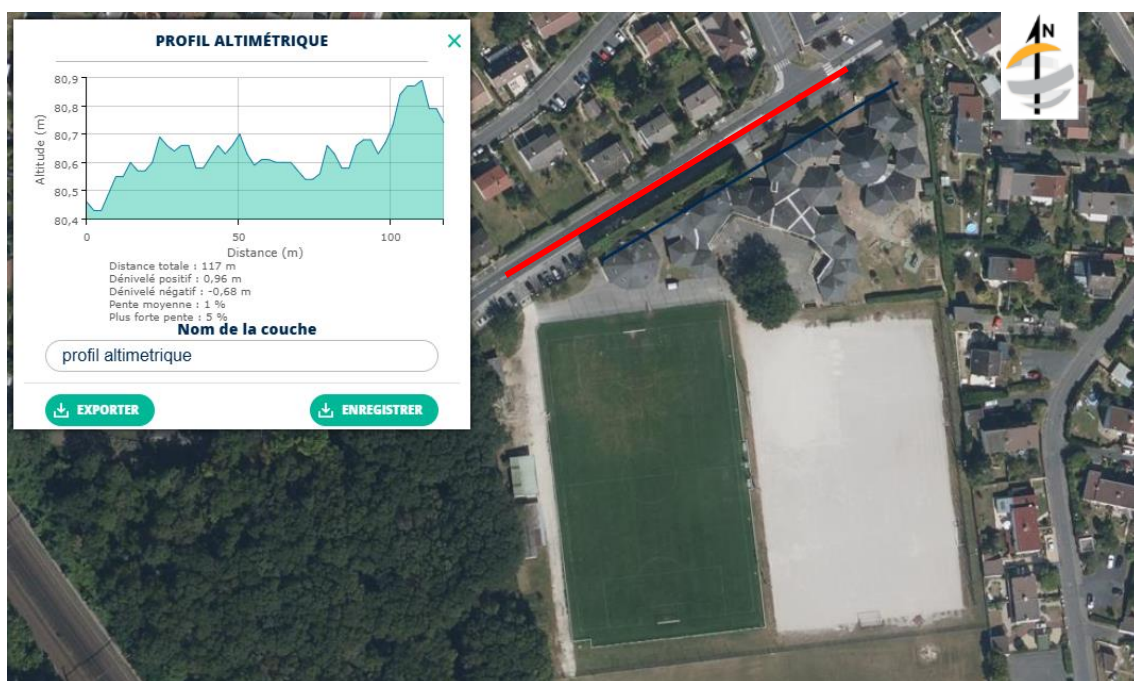 PROFIL ALTIMÉTRIQUE
80,9
80,8
80,7
80,6
80,5
80,4
Altitude (m)
0
50
100
Distance (m)
Distance totale : 117 m
Dénivelé positif : 0,96 m
Dénivelé négatif : -0,68 m
Pente moyenne : 1 %
Plus forte pente : 5 %
Nom de la couche
profil altimetrique
EXPORTER
ENREGISTRER
N